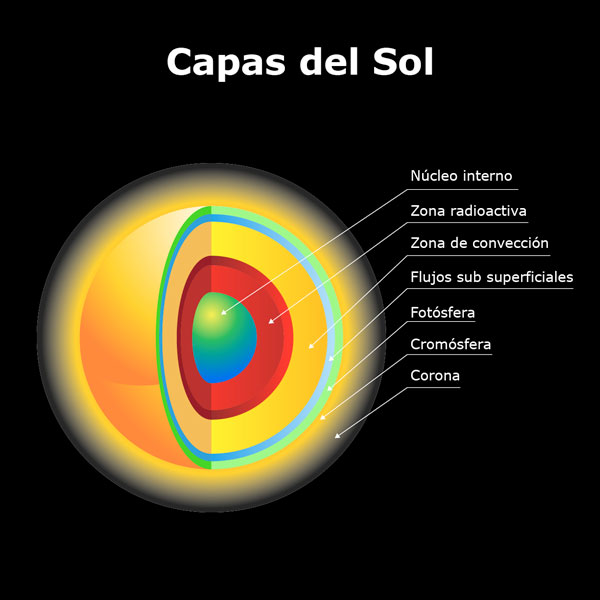 Capas del Sol
Núcleo interno
Zona radioactiva
Zona de convección
Flujos sub superficiales
Fotósfera
Cromósfera
Corona